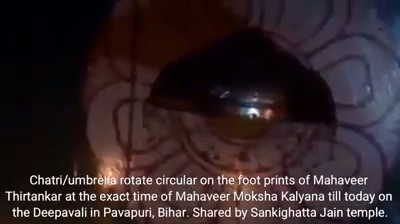 Chatri/umbrella rotate circular on the foot prints of Mahaveer
Thirtankar at the exact time of Mahaveer Moksha Kalyana till today on
the Deepavali in Pavapuri, Bihar. Shared by Sankighatta Jain temple.